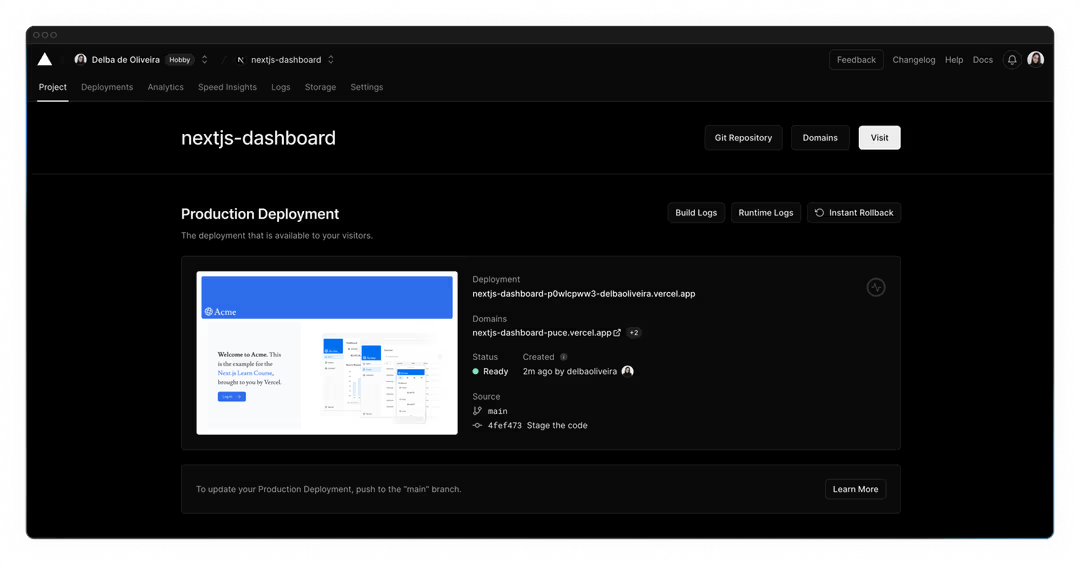 Delba de Oliveira Hobby nextjs-dashboard Feedback Changelog Help Docs
Project Deployments Analytics Speed Insights Logs Storage Settings
nextjs-dashboard Git Repository Domains Visit
Production Deployment Build Logs Runtime Logs Instant Rollback
The deployment that is available to your visitors.
Acme
Welcome to Acme. This
is the example for the
Next.js Learn Course,
brought to you by Vercel.
Log in
Deployment
nextjs-dashboard-p0wlcpww3-delbaoliveira.vercel.app
Domains
nextjs-dashboard-puce.vercel.app +2
Status Created
Ready 2m ago by delbaoliveira
Source
main
4fef473 Stage the code
To update your Production Deployment, push to the "main" branch. Learn More